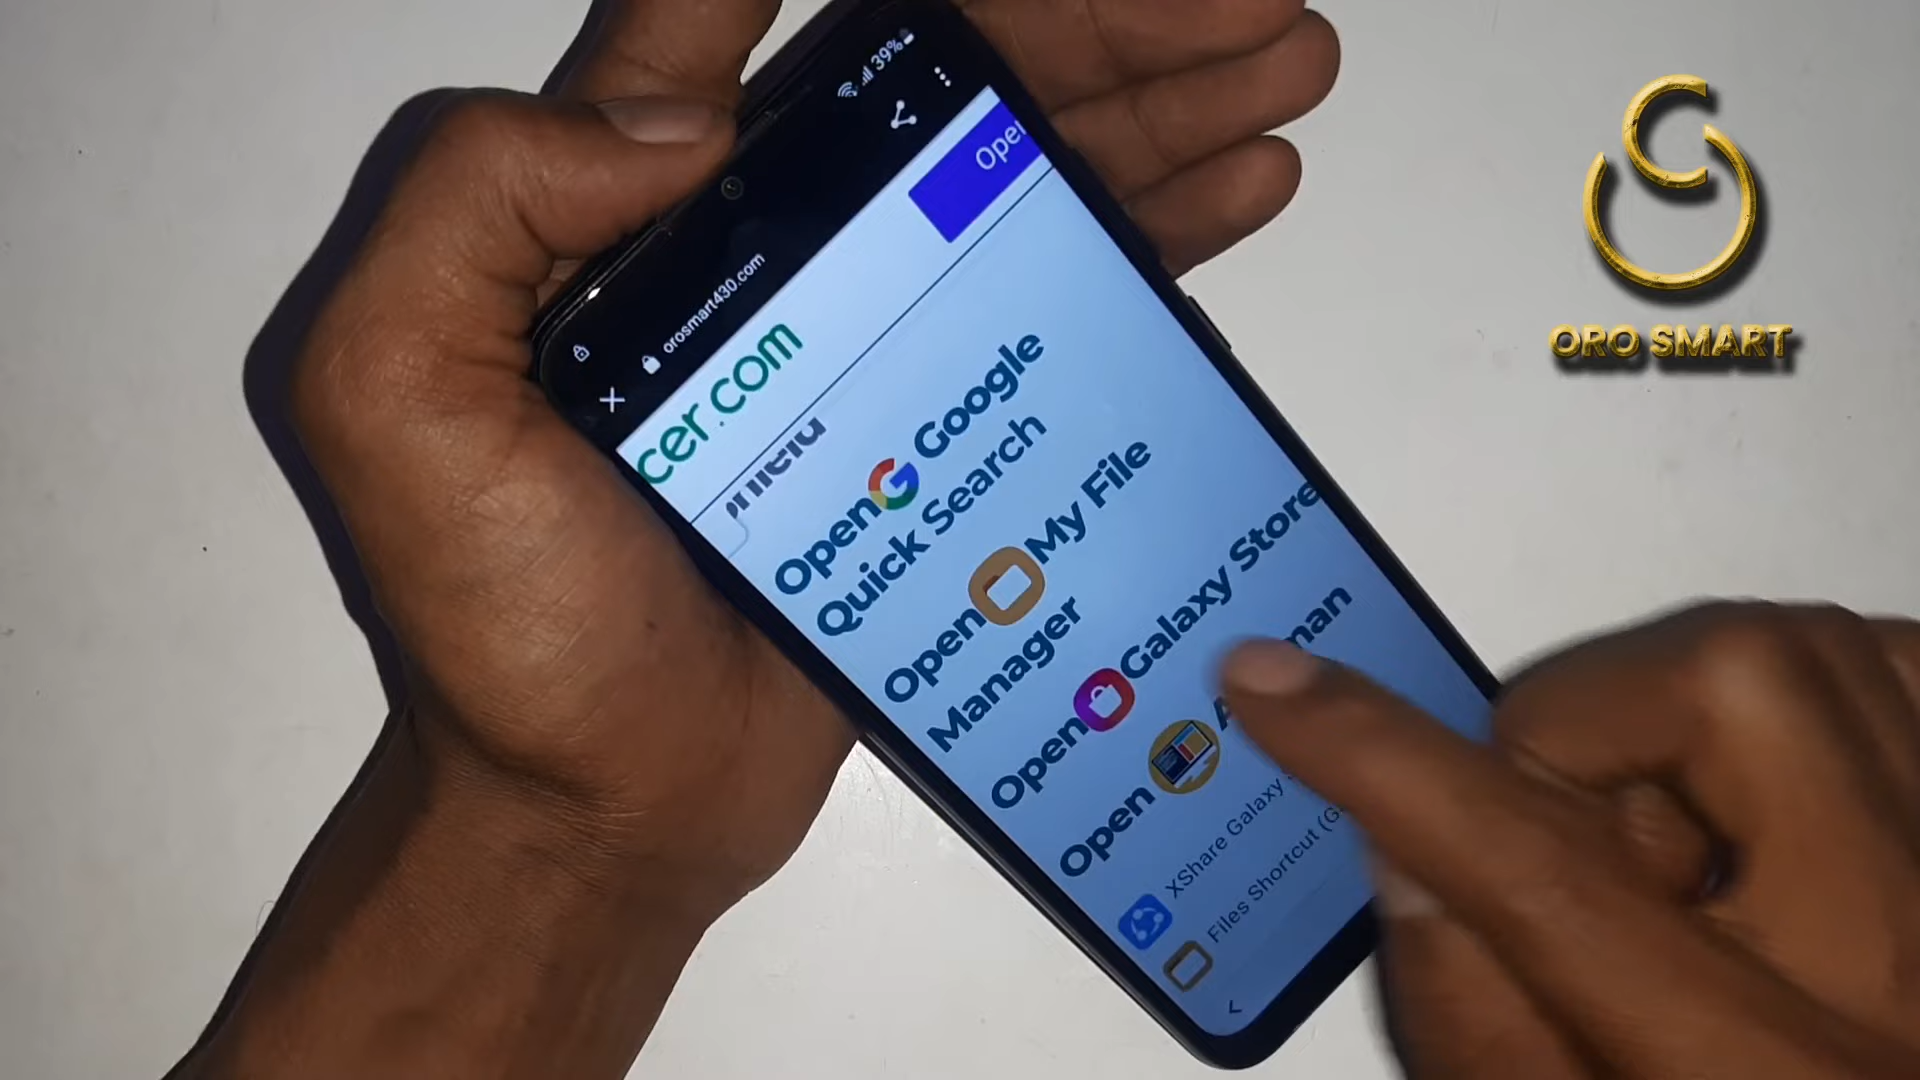 39%
orosmart430.com
Open
cer.com
Open Google
Quick Search
Open My File
Manager
Open Galaxy Store
Open
XShare Galaxy
Files Shortcut
ORO SMART